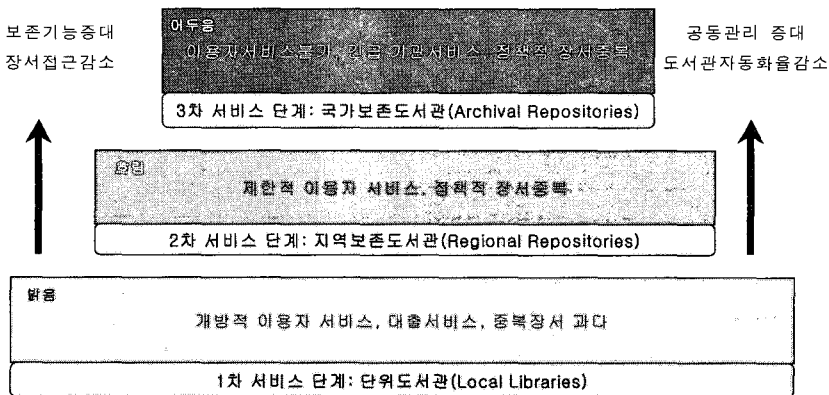 보존기능증대
장서접근감소
어두움
이용자서비스불가, 긴급 기관서비스, 정책적 장서중복
3차 서비스 단계: 국가보존도서관(Archival Repositories)
공동관리 증대
도서관자동화율감소
흐림
제한적 이용자 서비스, 정책적 장서중복
2차 서비스 단계: 지역보존도서관(Regional Repositories)
밝음
개방적 이용자 서비스, 대출서비스, 중복장서 과다
1차 서비스 단계: 단위도서관(Local Libraries)